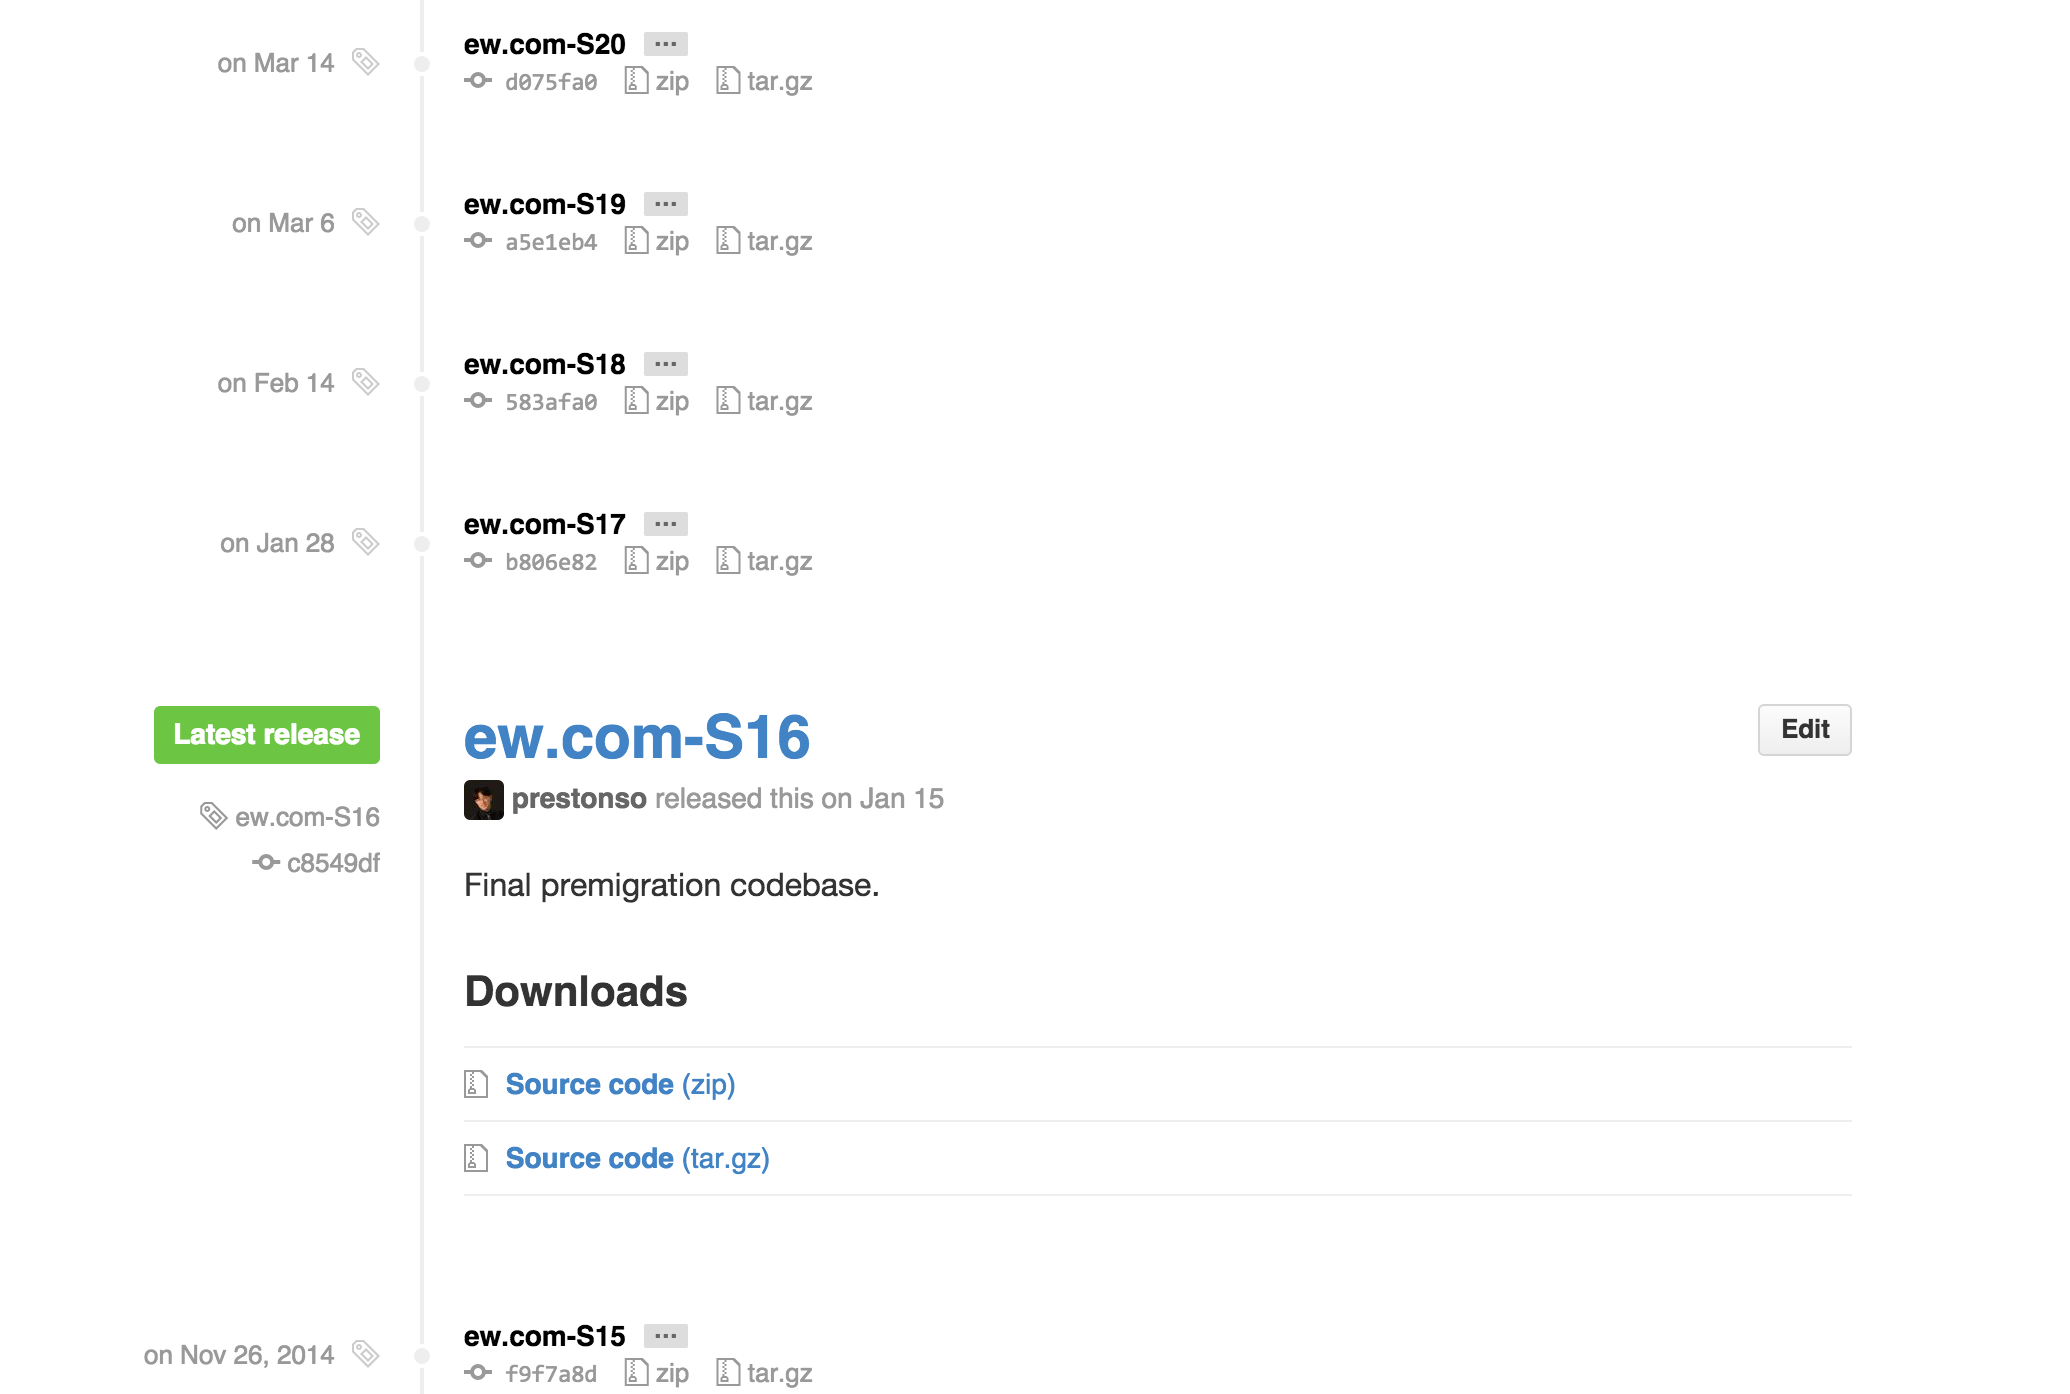 ew.com-S20 ...
on Mar 14
d075fa0 zip tar.gz
ew.com-S19 ...
on Mar 6
a5e1eb4 zip tar.gz
ew.com-S18 ...
on Feb 14
583afa0 zip tar.gz
ew.com-S17 ...
on Jan 28
b806e82 zip tar.gz
Latest release
ew.com-S16
Edit
prestonso released this on Jan 15
ew.com-S16
c8549df
Final premigration codebase.
Downloads
Source code (zip)
Source code (tar.gz)
ew.com-S15 ...
on Nov 26, 2014
f9f7a8d zip tar.gz